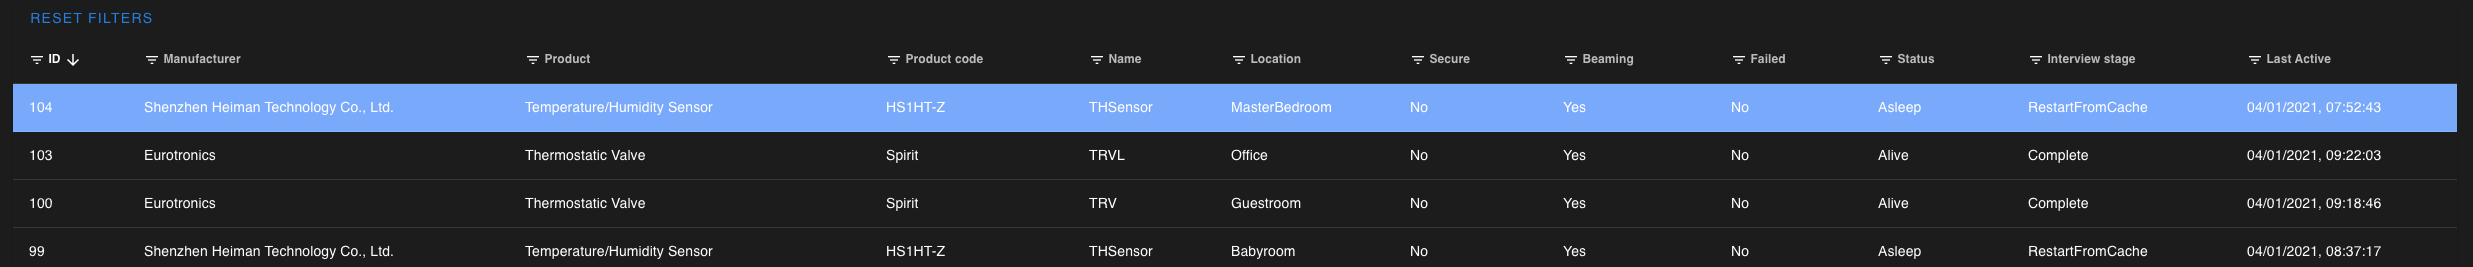 RESET FILTERS
ID Manufacturer Product Product code Name Location Secure Beaming Failed Status Interview stage Last Active
104 Shenzhen Heiman Technology Co., Ltd. Temperature/Humidity Sensor HS1HT-Z THSensor MasterBedroom No Yes No Asleep RestartFromCache 04/01/2021, 07:52:43
103 Eurotronics Thermostatic Valve Spirit TRVL Office No Yes No Alive Complete 04/01/2021, 09:22:03
100 Eurotronics Thermostatic Valve Spirit TRV Guestroom No Yes No Alive Complete 04/01/2021, 09:18:46
99 Shenzhen Heiman Technology Co., Ltd. Temperature/Humidity Sensor HS1HT-Z THSensor Babyroom No Yes No Asleep RestartFromCache 04/01/2021, 08:37:17